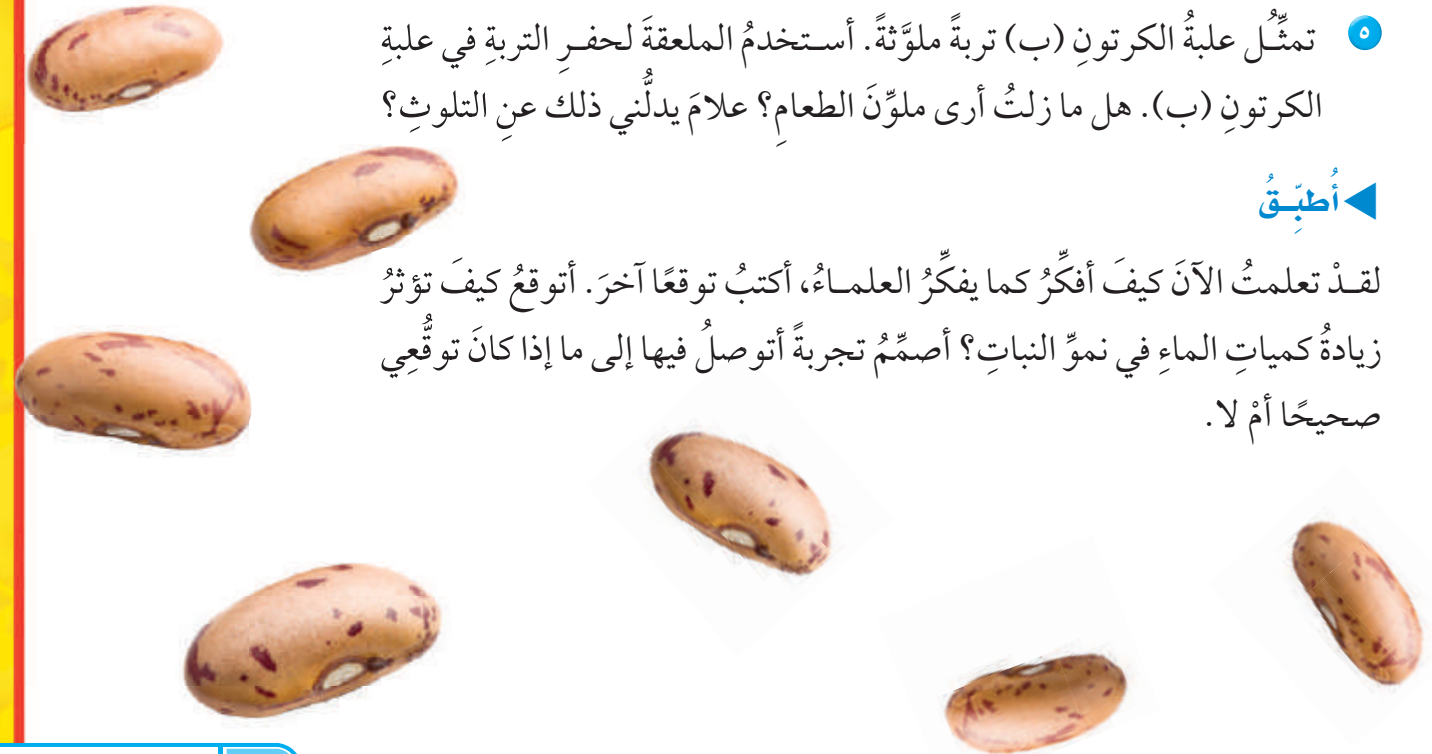 ٥ تمثِّل علبةُ الكرتونِ (ب) تربةً ملوَّثةً. أستخدمُ الملعقةَ لحفرِ التربةِ في علبةِ
الكرتونِ (ب). هل ما زلتُ أرى ملوِّنَ الطعامِ؟ علامَ يدلُّني ذلك عنِ التلوثِ؟
أُطبِّقُ
لقدْ تعلمتُ الآنَ كيفَ أفكِّرُ كما يفكِّرُ العلماءُ، أكتبُ توقعًا آخرَ. أتوقعُ كيفَ تؤثرُ
زيادةُ كمياتِ الماءِ في نموِّ النباتِ؟ أصمِّمُ تجربةً أتوصلُ فيها إلى ما إذا كانَ توقُّعِي
صحيحًا أمْ لا.